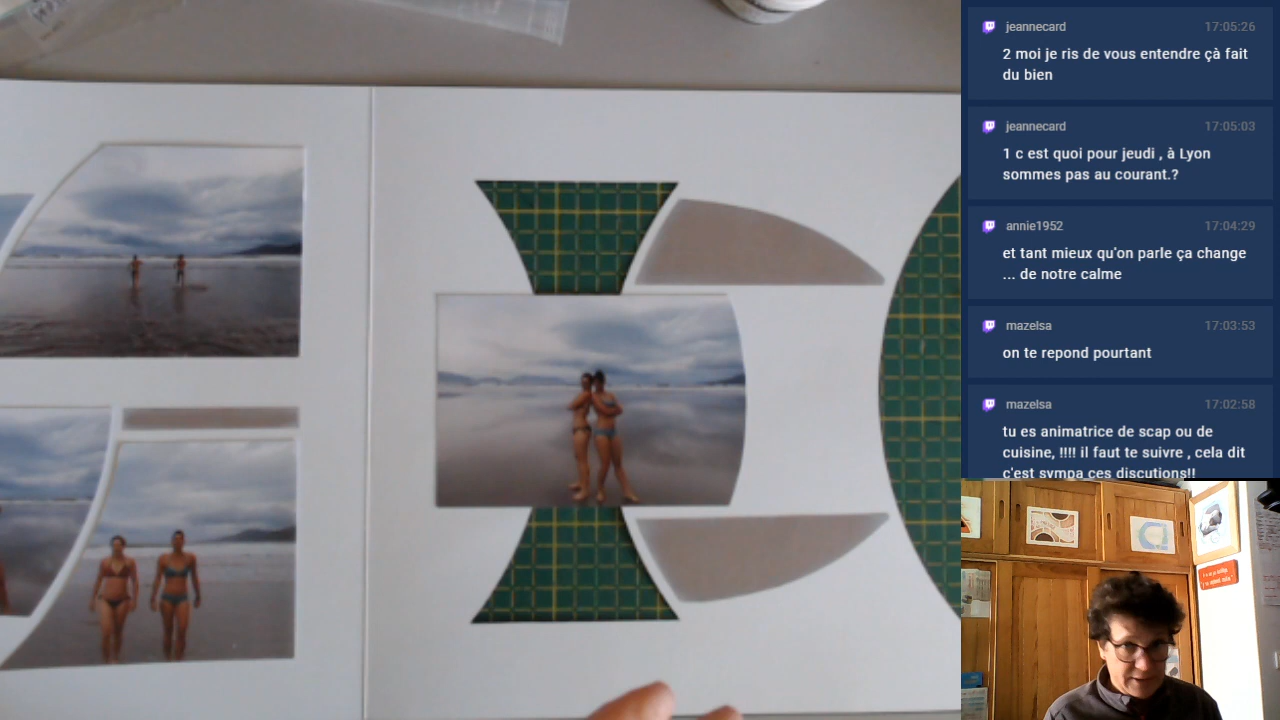 jeannecard 17:05:26
2 moi je ris de vous entendre çà fait
du bien
jeannecard 17:05:03
1 c est quoi pour jeudi , à Lyon
sommes pas au courant.?
annie1952 17:04:29
et tant mieux qu'on parle ça change
... de notre calme
mazelsa 17:03:53
on te repond pourtant
mazelsa 17:02:58
tu es animatrice de scap ou de
cuisine, !!!! il faut te suivre , cela dit
c'est sympa ces discutions!!